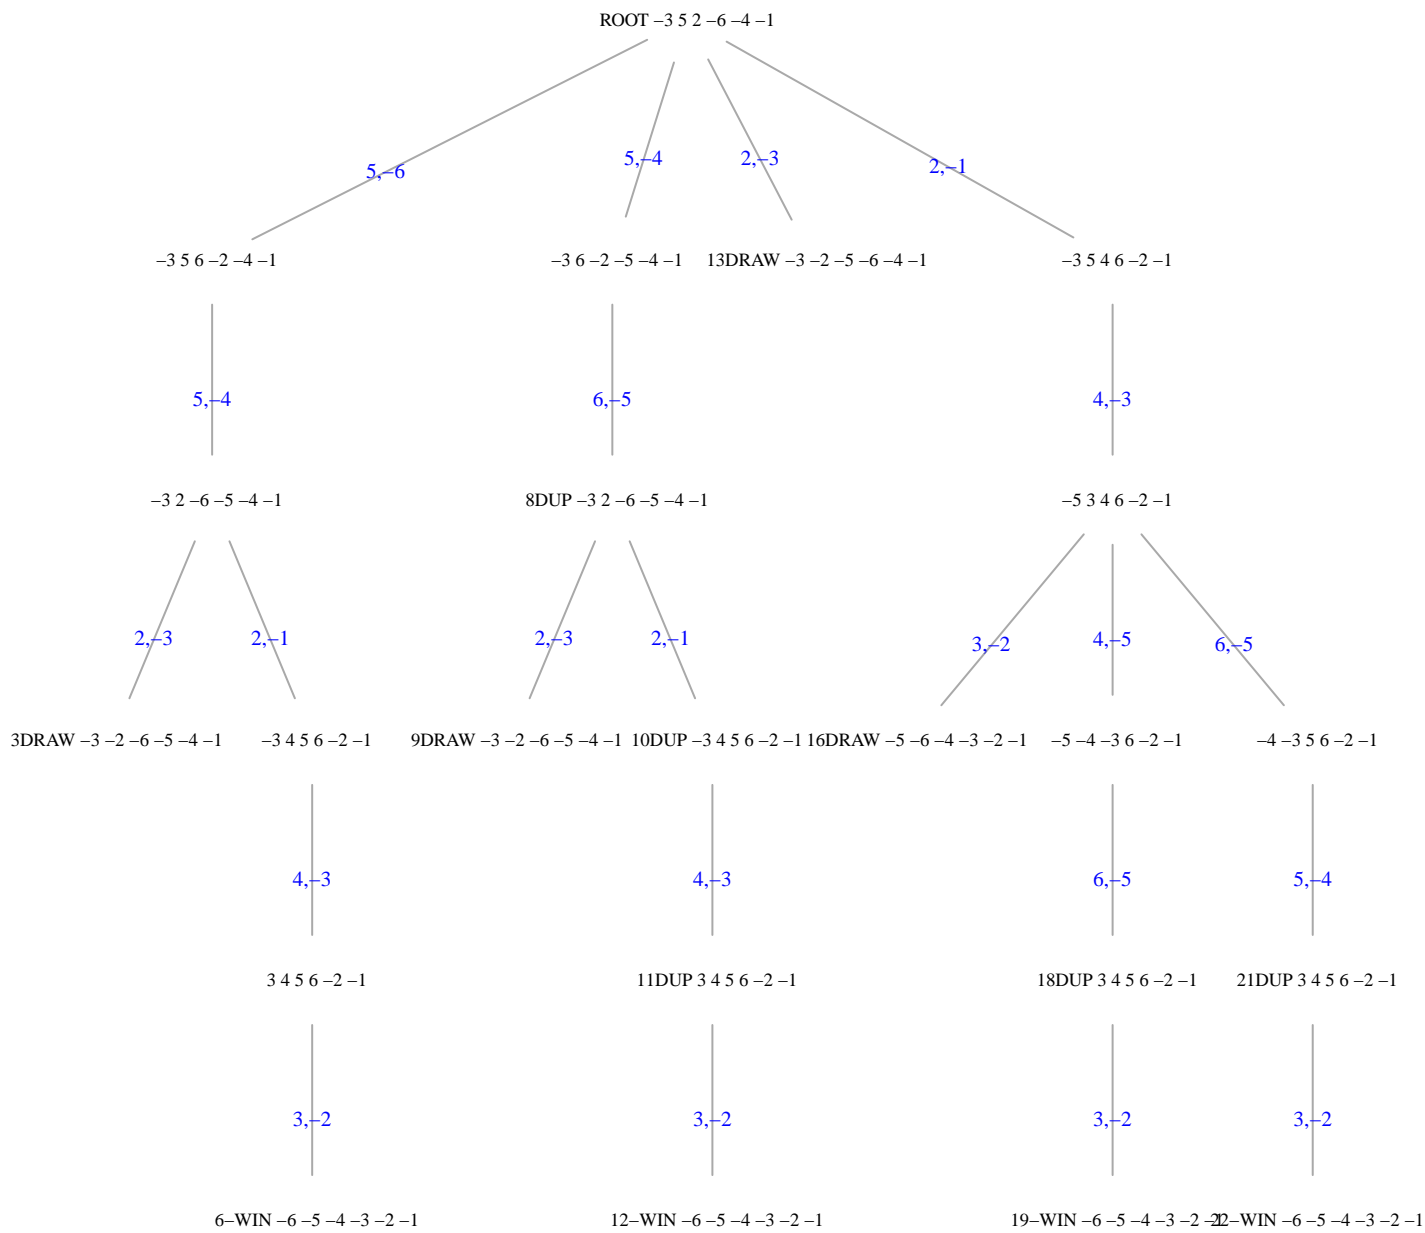 ROOT –3 5 2 –6 –4 –1
5,–6
5,–4
2,–3
2,–1
–3 5 6 –2 –4 –1
–3 6 –2 –5 –4 –1
13DRAW –3 –2 –5 –6 –4 –1
–3 5 4 6 –2 –1
5,–4
6,–5
4,–3
–3 2 –6 –5 –4 –1
8DUP –3 2 –6 –5 –4 –1
–5 3 4 6 –2 –1
2,–3
2,–1
2,–3
2,–1
3,–2
4,–5
6,–5
3DRAW –3 –2 –6 –5 –4 –1
–3 4 5 6 –2 –1
9DRAW –3 –2 –6 –5 –4 –1
10DUP –3 4 5 6 –2 –1
16DRAW –5 –6 –4 –3 –2 –1
–5 –4 –3 6 –2 –1
–4 –3 5 6 –2 –1
4,–3
4,–3
6,–5
5,–4
3 4 5 6 –2 –1
11DUP 3 4 5 6 –2 –1
18DUP 3 4 5 6 –2 –1
21DUP 3 4 5 6 –2 –1
3,–2
3,–2
3,–2
3,–2
6–WIN –6 –5 –4 –3 –2 –1
12–WIN –6 –5 –4 –3 –2 –1
19–WIN –6 –5 –4 –3 –2 –1
22–WIN –6 –5 –4 –3 –2 –1